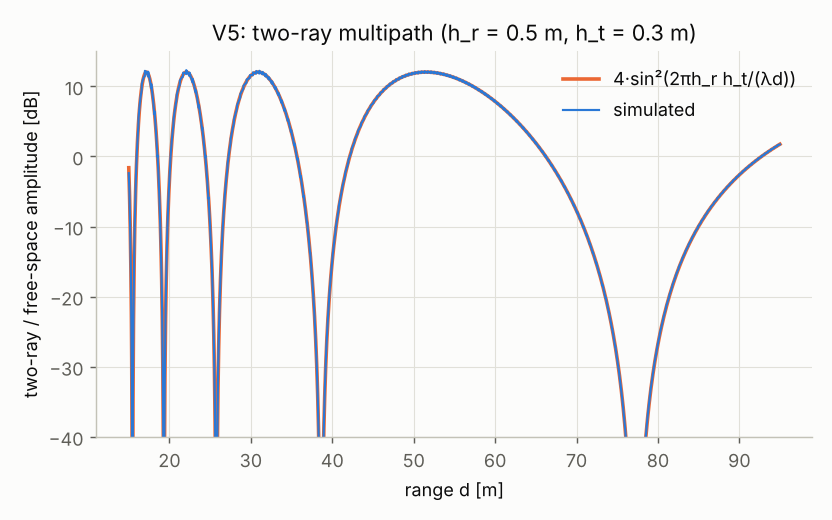 V5: two-ray multipath (h_r = 0.5 m, h_t = 0.3 m)
4·sin²(2πh_r h_t/(λd))
simulated
two-ray / free-space amplitude [dB]
10
0
−10
−20
−30
−40
20 30 40 50 60 70 80 90
range d [m]